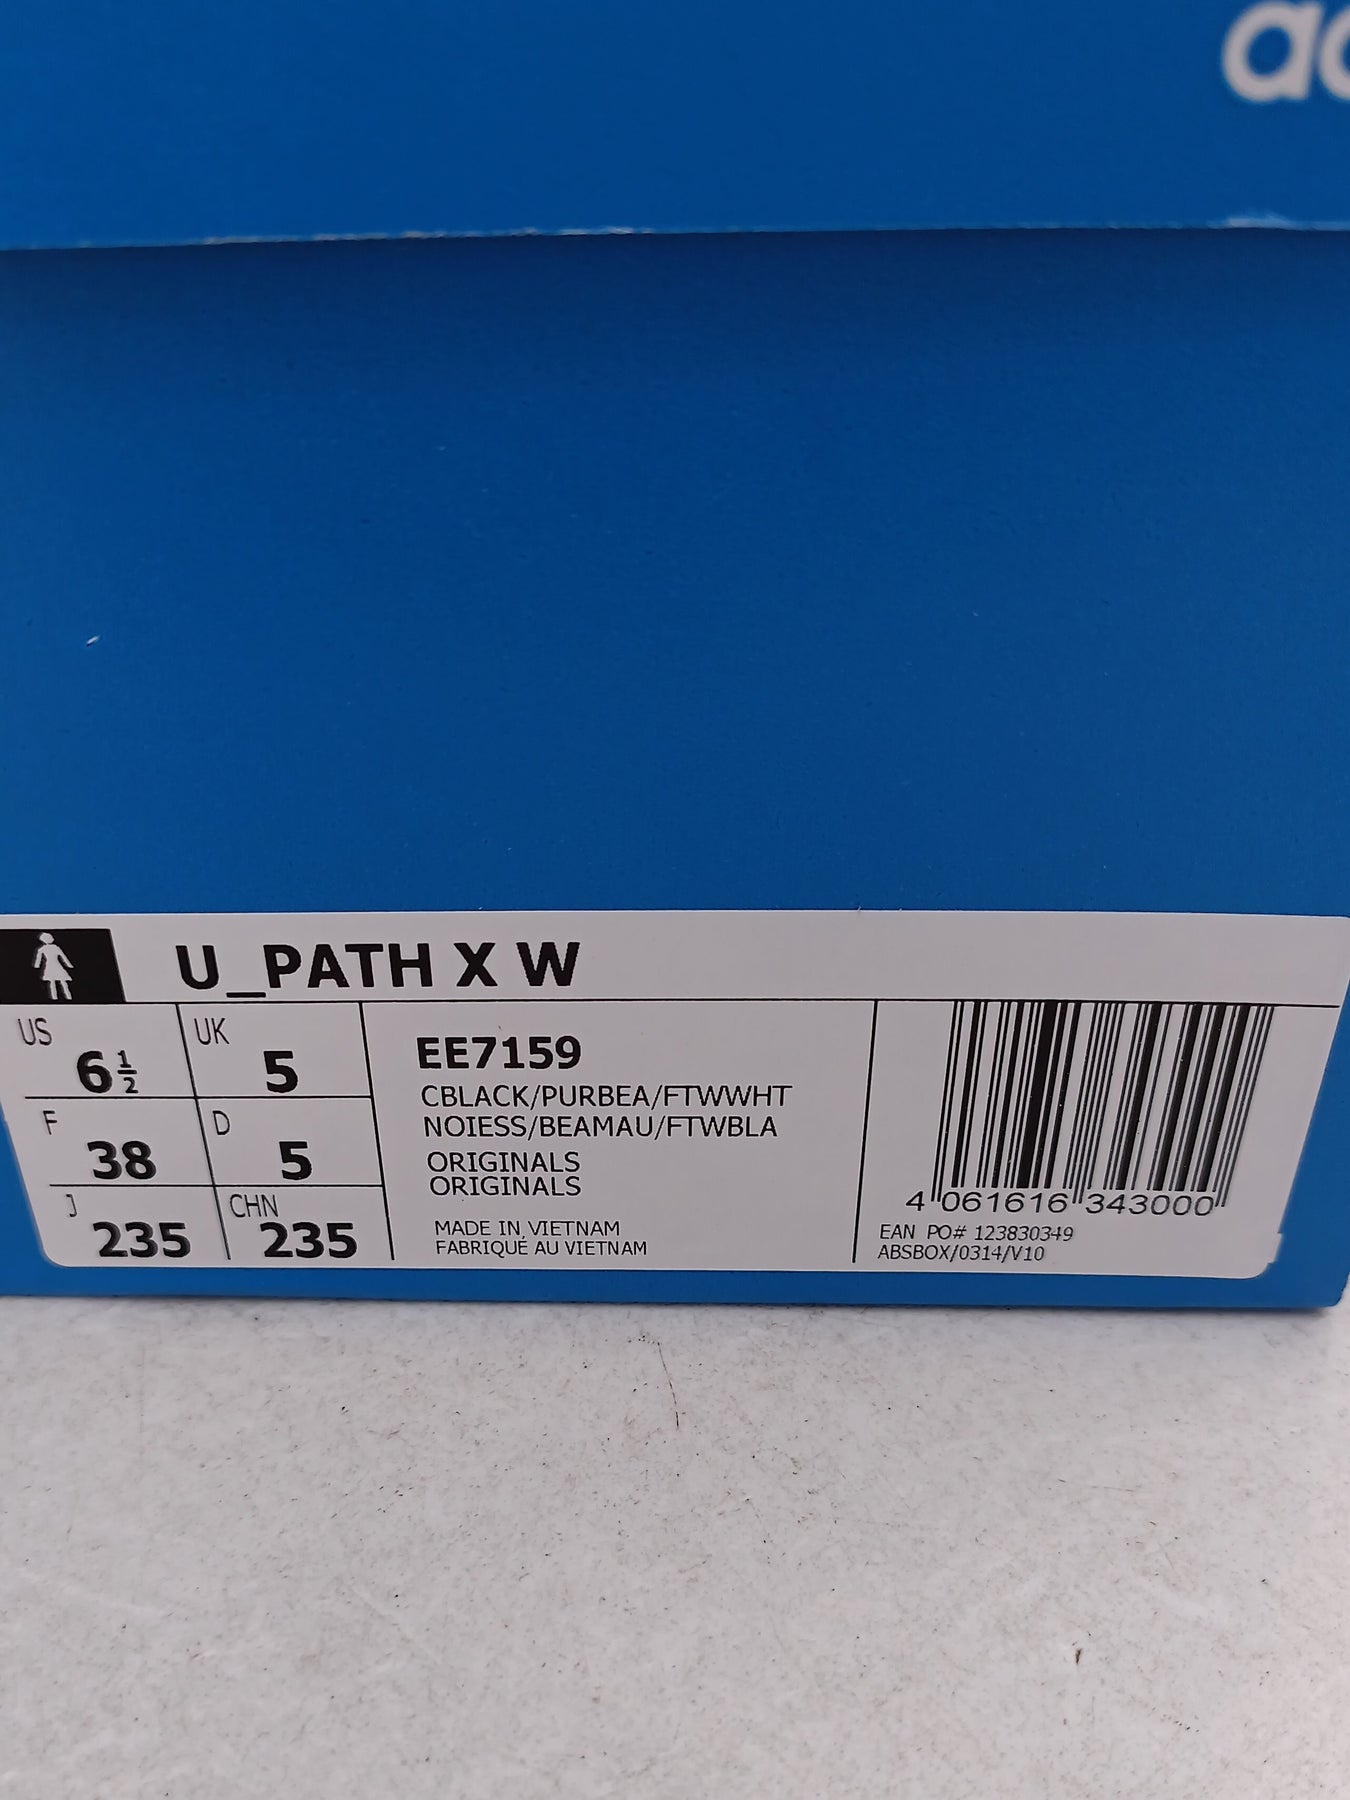 ad
U_PATH X W
US 6½ UK 5
F 38 D 5
J 235 CHN 235
EE7159
CBLACK/PURBEA/FTWWHT
NOIESS/BEAMAU/FTWBLA
ORIGINALS
ORIGINALS
MADE IN VIETNAM
FABRIQUÉ AU VIETNAM
4 061616 343000
EAN PO# 123830349
ABSBOX/0314/V10